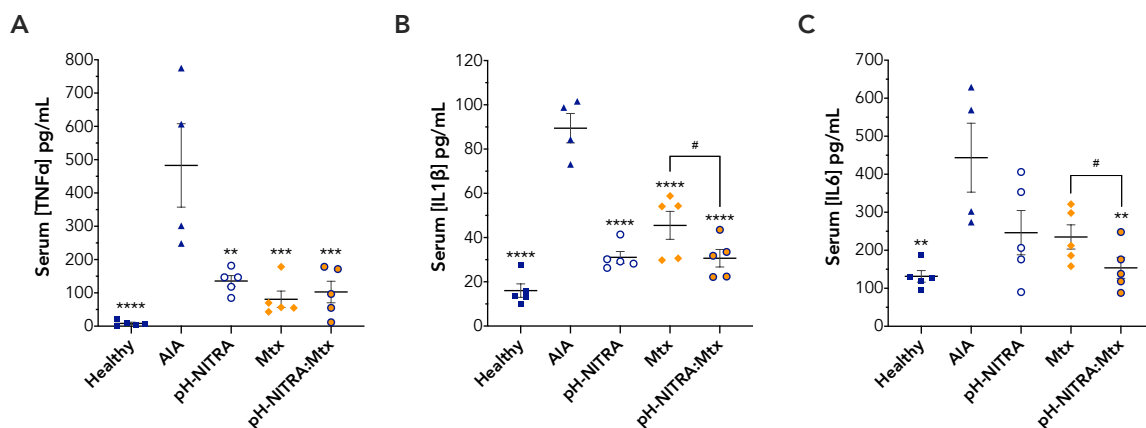 A
Serum [TNFα] pg/mL
800
700
600
500
400
300
200
100
0
****
**
***
***
Healthy
AIA
pH-NITRA
Mtx
pH-NITRA:Mtx
B
Serum [IL1β] pg/mL
120
100
80
60
40
20
0
#
****
****
****
****
Healthy
AIA
pH-NITRA
Mtx
pH-NITRA:Mtx
C
Serum [IL6] pg/mL
700
600
500
400
300
200
100
0
#
**
**
Healthy
AIA
pH-NITRA
Mtx
pH-NITRA:Mtx